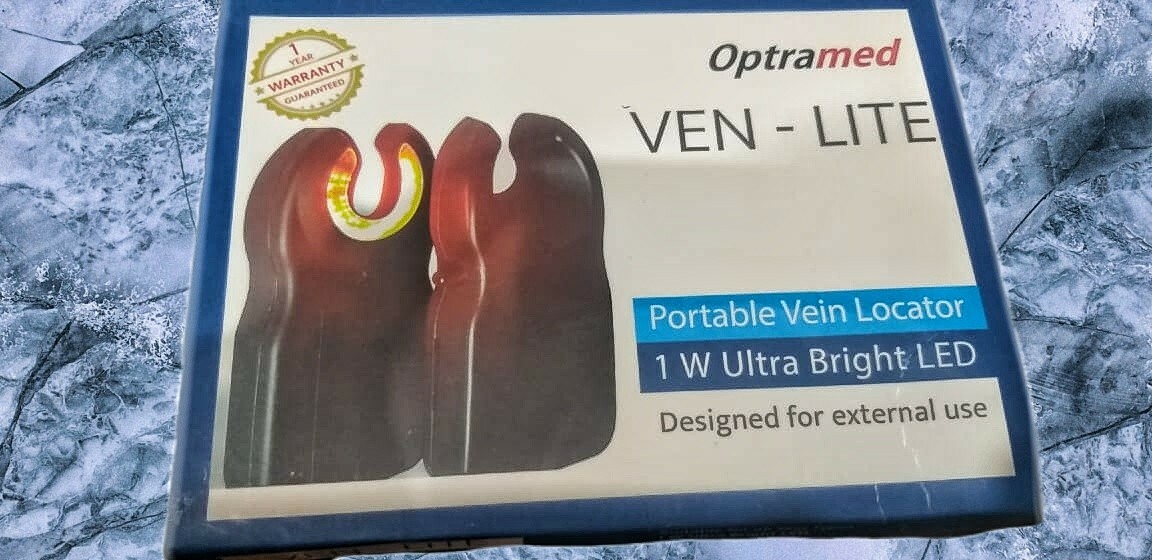 1
YEAR
WARRANTY
GUARANTEED
Optramed
VEN - LITE
Portable Vein Locator
1 W Ultra Bright LED
Designed for external use